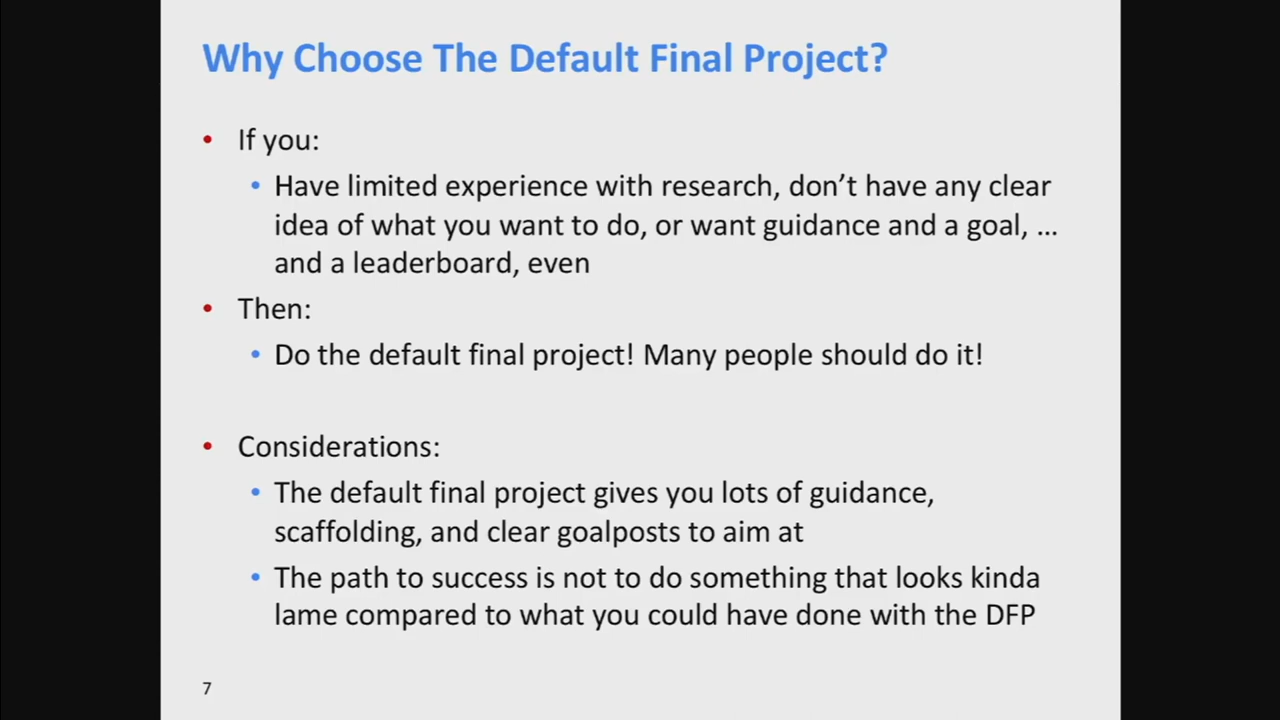 Why Choose The Default Final Project?
• If you:
• Have limited experience with research, don’t have any clear
idea of what you want to do, or want guidance and a goal, …
and a leaderboard, even
• Then:
• Do the default final project! Many people should do it!
• Considerations:
• The default final project gives you lots of guidance,
scaffolding, and clear goalposts to aim at
• The path to success is not to do something that looks kinda
lame compared to what you could have done with the DFP
7